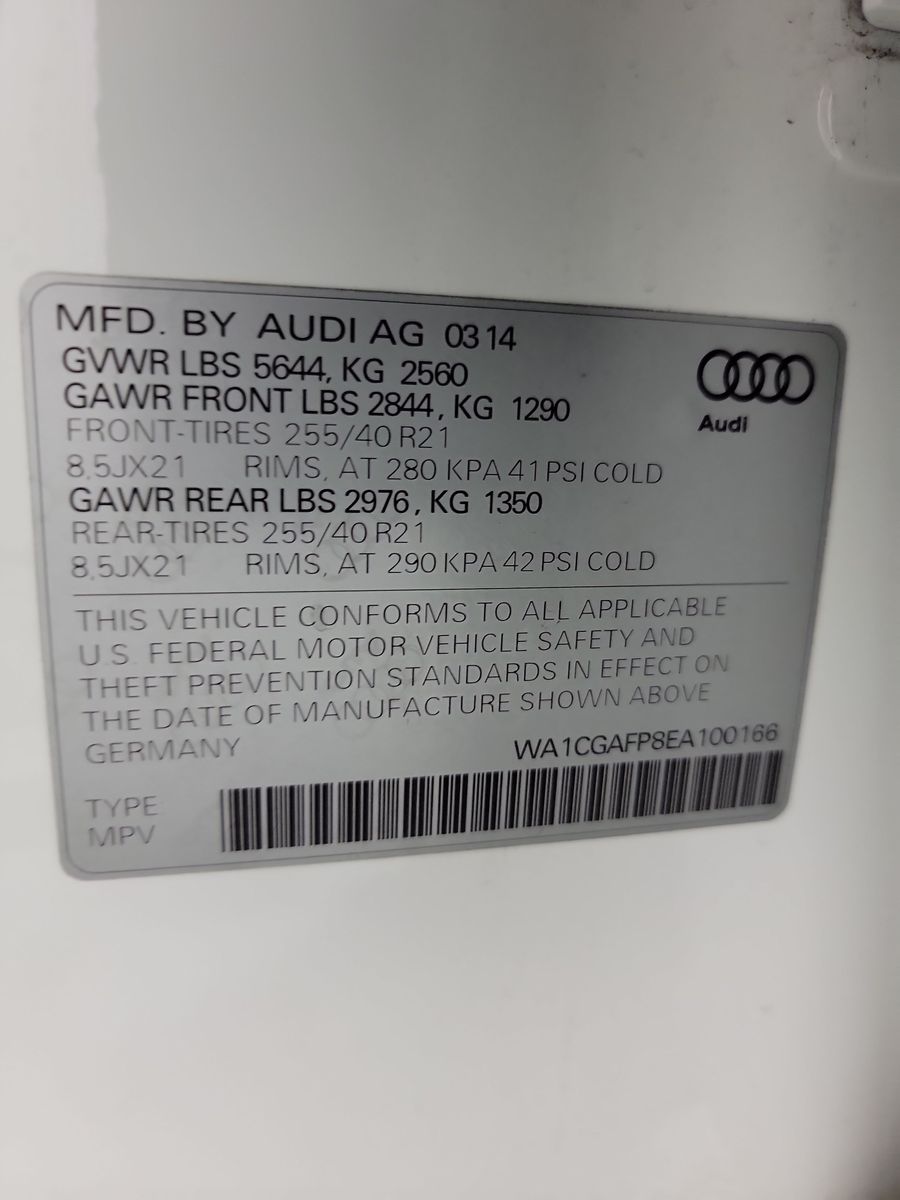 MFD. BY AUDI AG 03 14
GVWR LBS 5644, KG 2560
GAWR FRONT LBS 2844, KG 1290
FRONT-TIRES 255/40 R21
8,5JX21 RIMS, AT 280 KPA 41 PSI COLD
GAWR REAR LBS 2976, KG 1350
REAR-TIRES 255/40 R21
8,5JX21 RIMS, AT 290 KPA 42 PSI COLD
Audi
THIS VEHICLE CONFORMS TO ALL APPLICABLE
U.S. FEDERAL MOTOR VEHICLE SAFETY AND
THEFT PREVENTION STANDARDS IN EFFECT ON
THE DATE OF MANUFACTURE SHOWN ABOVE
GERMANY WA1CGAFP8EA100166
TYPE
MPV